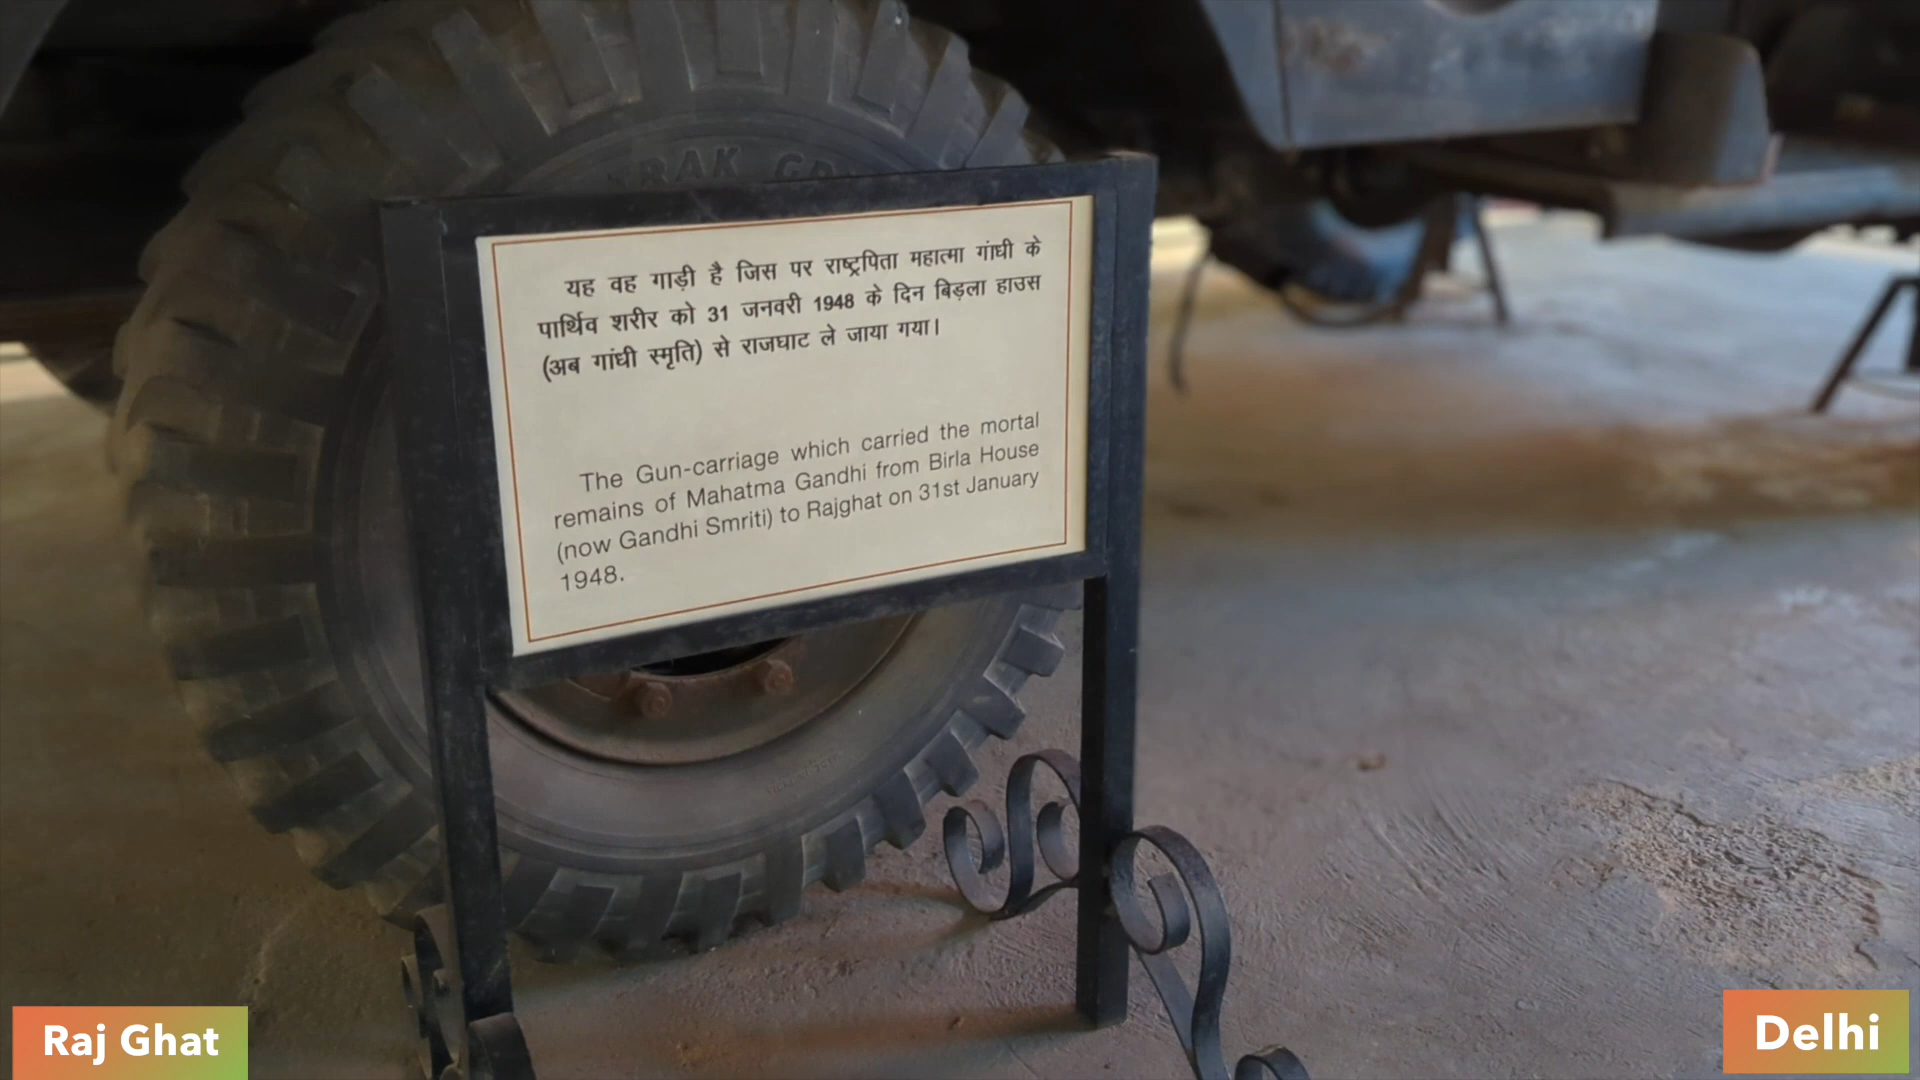 यह वह गाड़ी है जिस पर राष्ट्रपिता महात्मा गांधी के
पार्थिव शरीर को 31 जनवरी 1948 के दिन बिड़ला हाउस
(अब गांधी स्मृति) से राजघाट ले जाया गया।
The Gun-carriage which carried the mortal
remains of Mahatma Gandhi from Birla House
(now Gandhi Smriti) to Rajghat on 31st January
1948.
Raj Ghat
Delhi